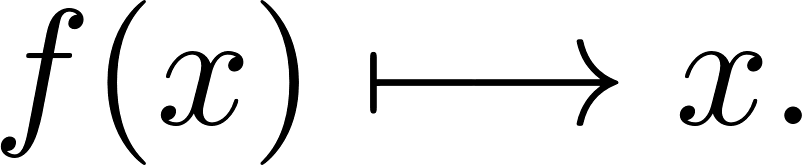 f(x) ⟼ x.